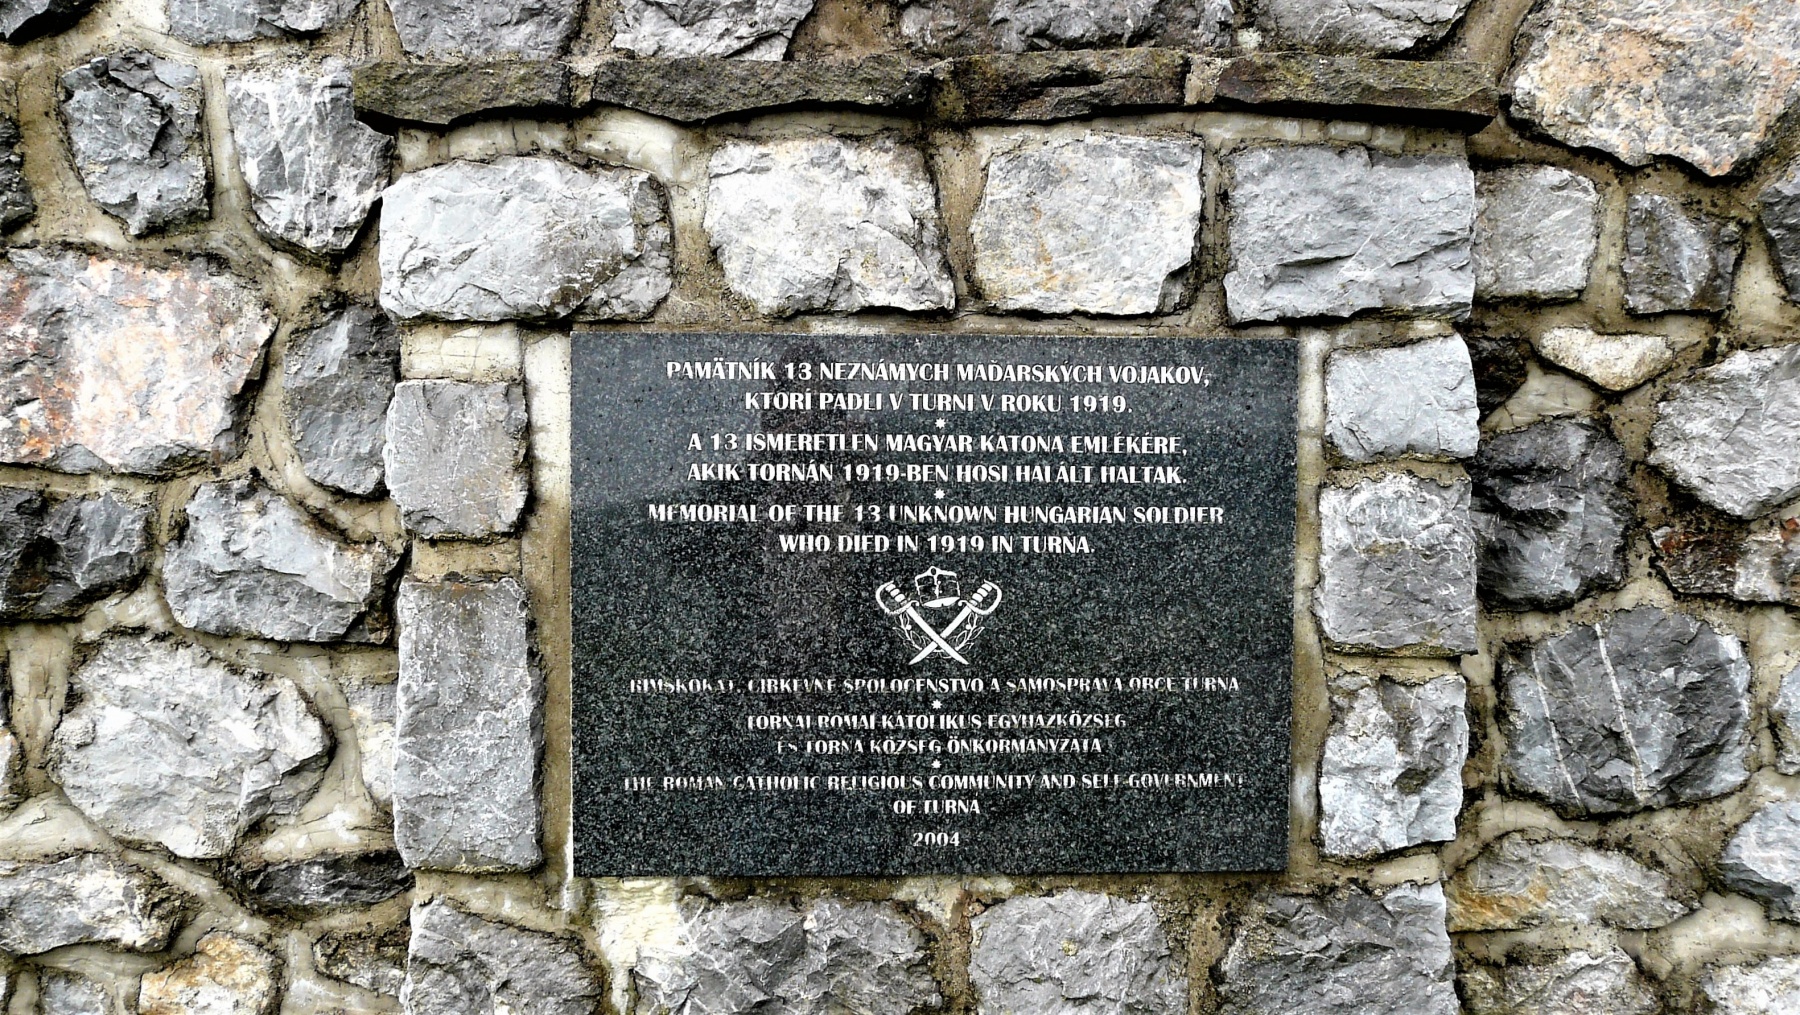 PAMÄTNÍK 13 NEZNÁMYCH MAĎARSKÝCH VOJAKOV,
KTORÍ PADLI V TURNI V ROKU 1919.
*
A 13 ISMERETLEN MAGYAR KATONA EMLÉKÉRE,
AKIK TORNÁN 1919-BEN HŐSI HALÁLT HALTAK.
*
MEMORIAL OF THE 13 UNKNOWN HUNGARIAN SOLDIER
WHO DIED IN 1919 IN TURNA.
RÍMSKOKAT. CIRKEVNÉ SPOLOČENSTVO A SAMOSPRÁVA OBCE TURŇA
*
TORNAI RÓMAI KATOLIKUS EGYHÁZKÖZSÉG
ÉS TORNA KÖZSÉG ÖNKORMÁNYZATA
*
THE ROMAN CATHOLIC RELIGIOUS COMMUNITY AND SELF-GOVERNMENT
OF TURNA
2004